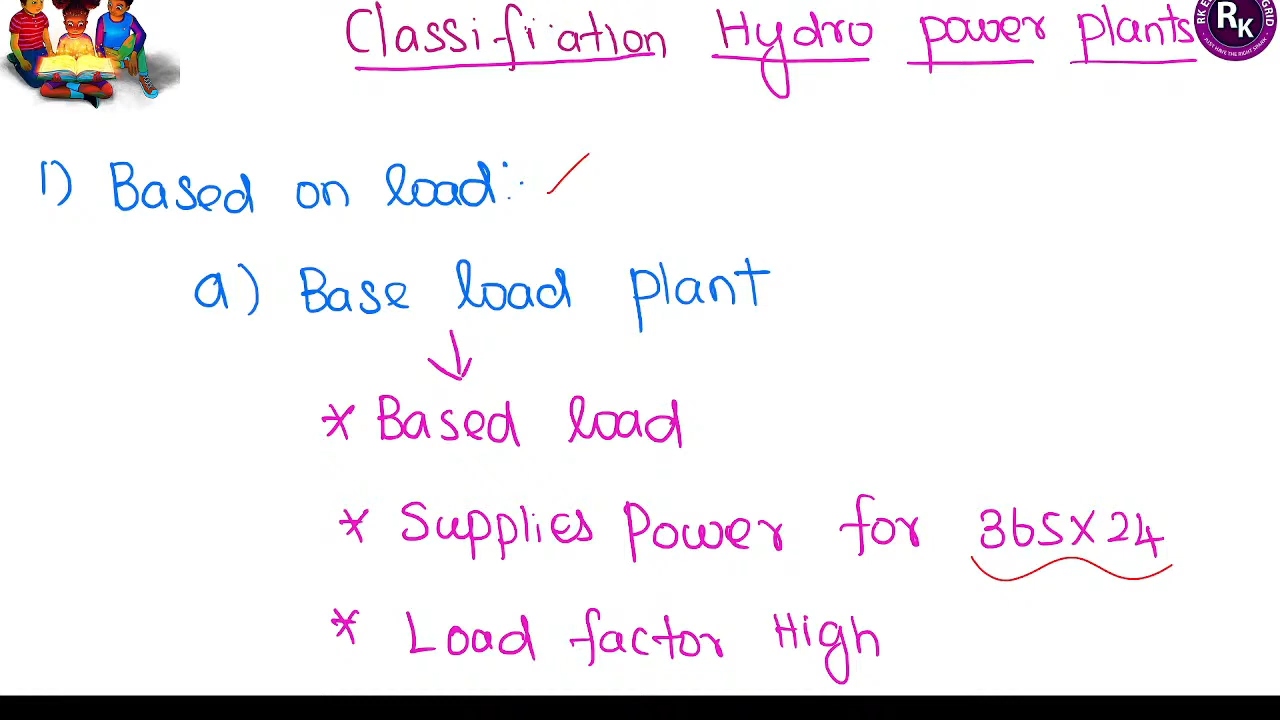 Classifiation Hydro power plants
RK
1) Based on load:-
a) Base load plant
* Based load
* Supplies Power for 365X24
* Load factor High